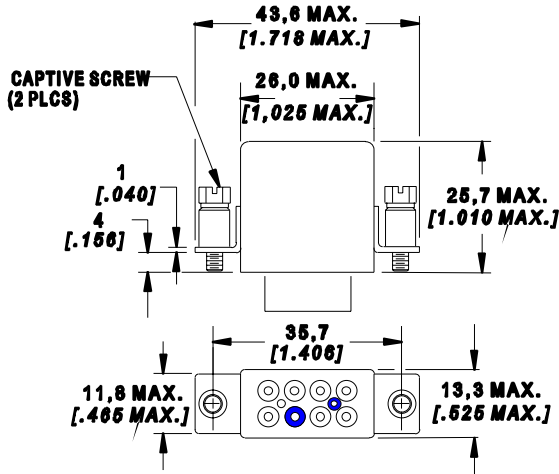 43,6 MAX.
[1.718 MAX.]
CAPTIVE SCREW
(2 PLCS)
26,0 MAX.
[1,025 MAX.]
1
[.040]
4
[.156]
25,7 MAX.
[1.010 MAX.]
35,7
[1.406]
11,8 MAX.
[.465 MAX.]
13,3 MAX.
[.525 MAX.]